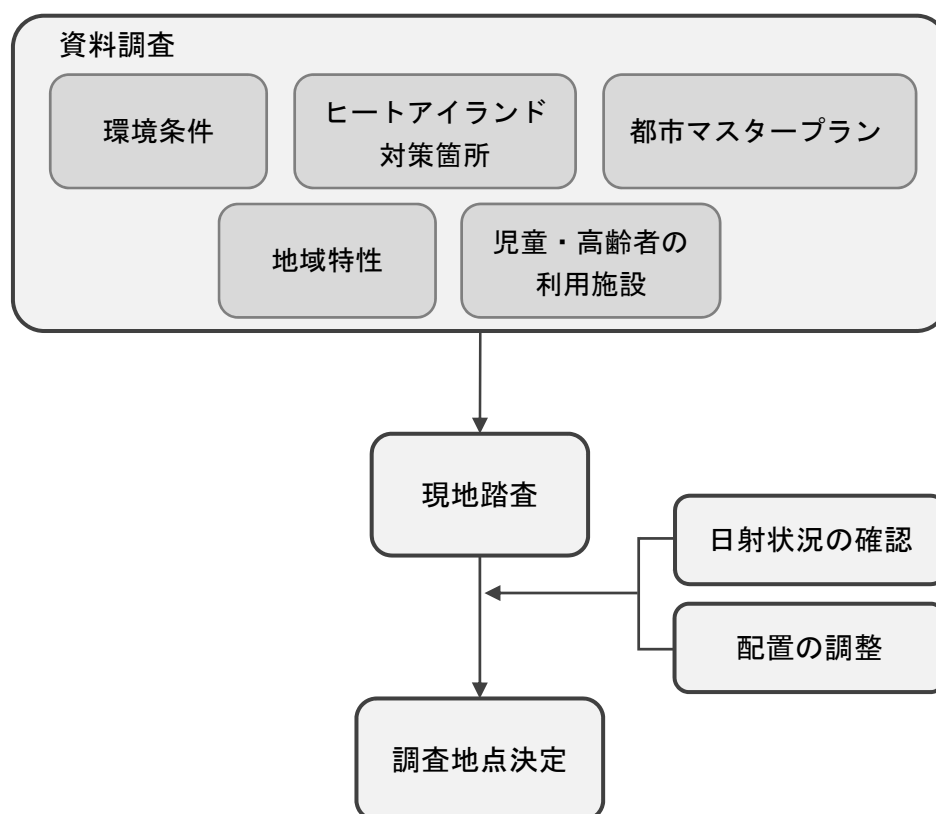 資料調査
環境条件
ヒートアイランド
対策箇所
都市マスタープラン
地域特性
児童・高齢者の
利用施設
現地踏査
日射状況の確認
配置の調整
調査地点決定